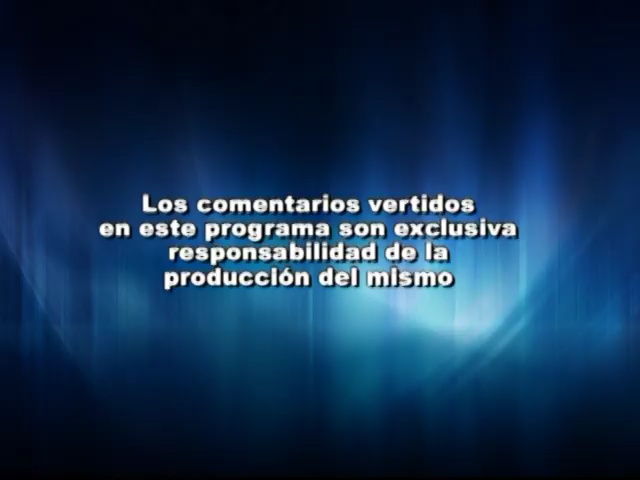 Los comentarios vertidos
en este programa son exclusiva
responsabilidad de la
producción del mismo